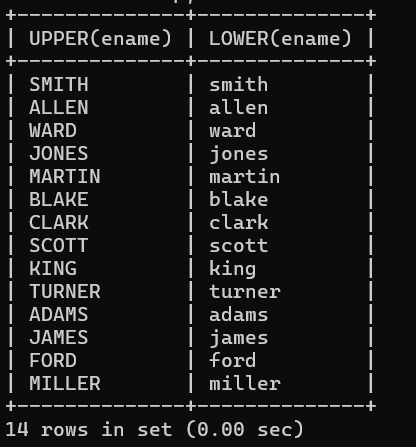 +--------------+--------------+
| UPPER(ename) | LOWER(ename) |
+--------------+--------------+
| SMITH        | smith        |
| ALLEN        | allen        |
| WARD         | ward         |
| JONES        | jones        |
| MARTIN       | martin       |
| BLAKE        | blake        |
| CLARK        | clark        |
| SCOTT        | scott        |
| KING         | king         |
| TURNER       | turner       |
| ADAMS        | adams        |
| JAMES        | james        |
| FORD         | ford         |
| MILLER       | miller       |
+--------------+--------------+
14 rows in set (0.00 sec)